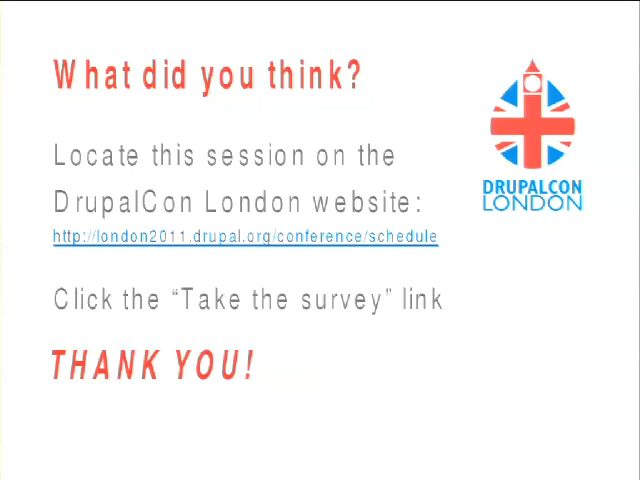 What did you think?
Locate this session on the
DrupalCon London website:
http://london2011.drupal.org/conference/schedule
Click the “Take the survey” link
THANK YOU!
DRUPALCON
LONDON